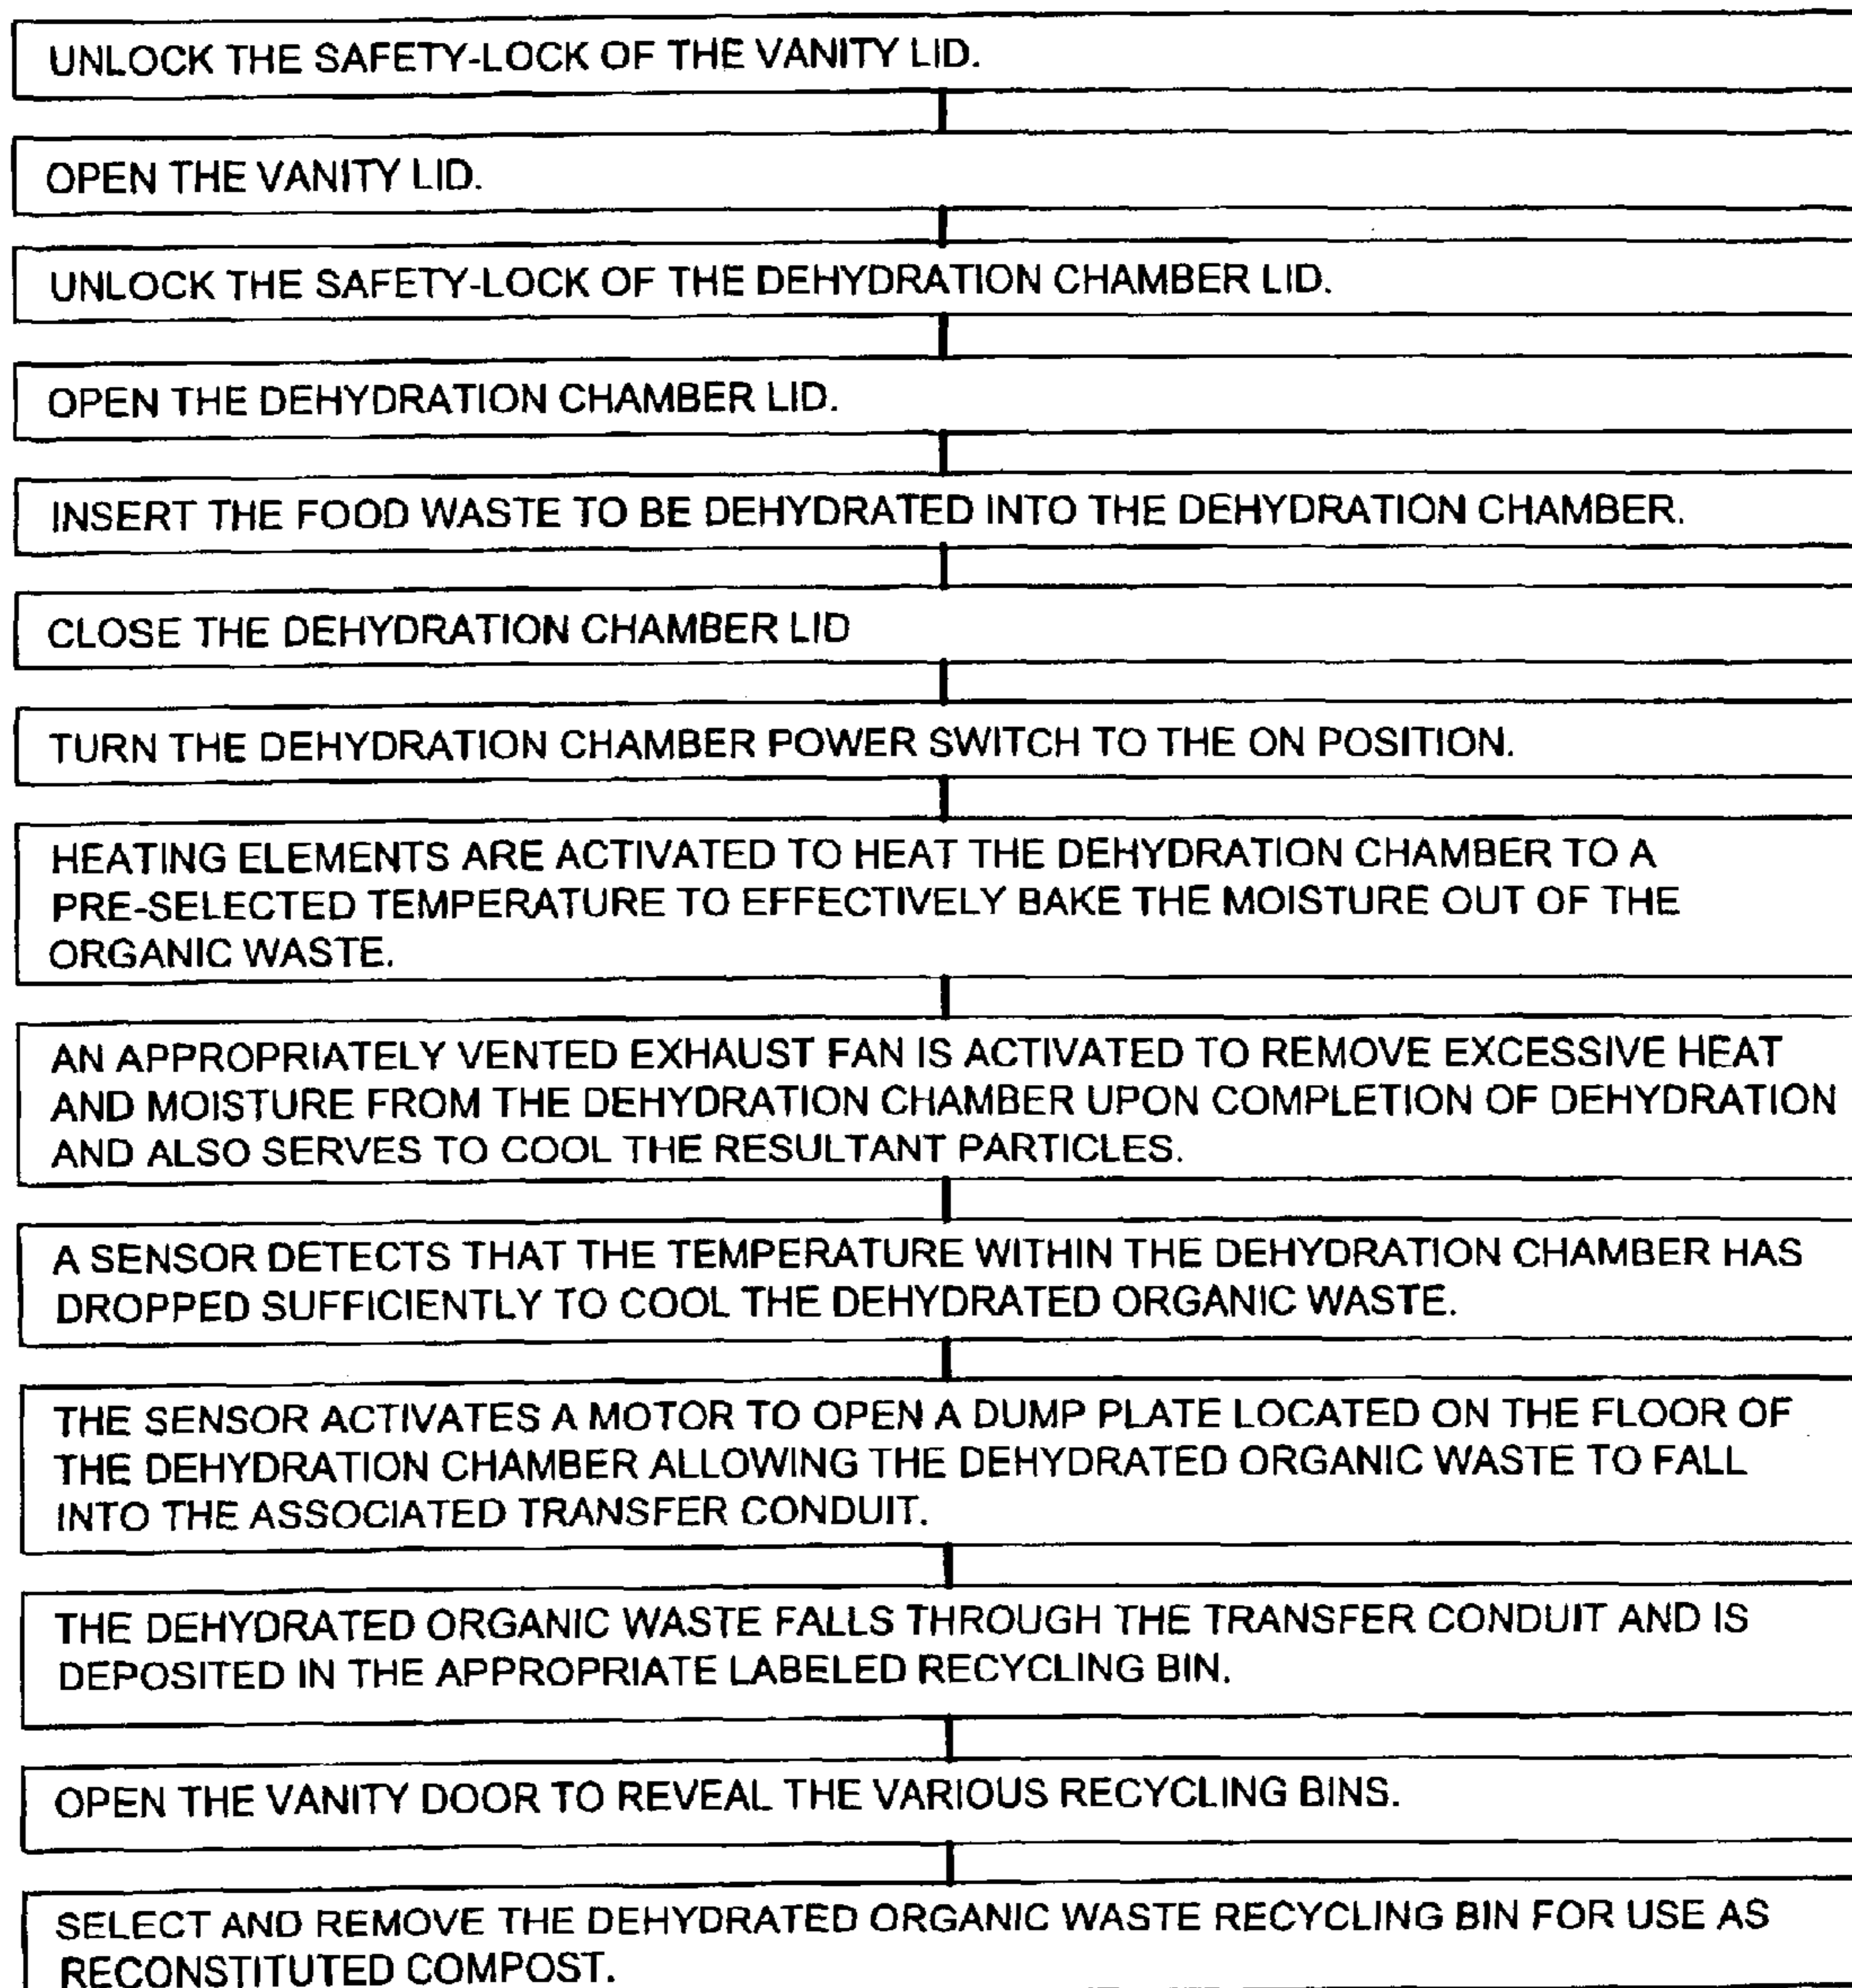 UNLOCK THE SAFETY-LOCK OF THE VANITY LID.
OPEN THE VANITY LID.
UNLOCK THE SAFETY-LOCK OF THE DEHYDRATION CHAMBER LID.
OPEN THE DEHYDRATION CHAMBER LID.
INSERT THE FOOD WASTE TO BE DEHYDRATED INTO THE DEHYDRATION CHAMBER.
CLOSE THE DEHYDRATION CHAMBER LID
TURN THE DEHYDRATION CHAMBER POWER SWITCH TO THE ON POSITION.
HEATING ELEMENTS ARE ACTIVATED TO HEAT THE DEHYDRATION CHAMBER TO A
PRE-SELECTED TEMPERATURE TO EFFECTIVELY BAKE THE MOISTURE OUT OF THE
ORGANIC WASTE.
AN APPROPRIATELY VENTED EXHAUST FAN IS ACTIVATED TO REMOVE EXCESSIVE HEAT
AND MOISTURE FROM THE DEHYDRATION CHAMBER UPON COMPLETION OF DEHYDRATION
AND ALSO SERVES TO COOL THE RESULTANT PARTICLES.
A SENSOR DETECTS THAT THE TEMPERATURE WITHIN THE DEHYDRATION CHAMBER HAS
DROPPED SUFFICIENTLY TO COOL THE DEHYDRATED ORGANIC WASTE.
THE SENSOR ACTIVATES A MOTOR TO OPEN A DUMP PLATE LOCATED ON THE FLOOR OF
THE DEHYDRATION CHAMBER ALLOWING THE DEHYDRATED ORGANIC WASTE TO FALL
INTO THE ASSOCIATED TRANSFER CONDUIT.
THE DEHYDRATED ORGANIC WASTE FALLS THROUGH THE TRANSFER CONDUIT AND IS
DEPOSITED IN THE APPROPRIATE LABELED RECYCLING BIN.
OPEN THE VANITY DOOR TO REVEAL THE VARIOUS RECYCLING BINS.
SELECT AND REMOVE THE DEHYDRATED ORGANIC WASTE RECYCLING BIN FOR USE AS
RECONSTITUTED COMPOST.